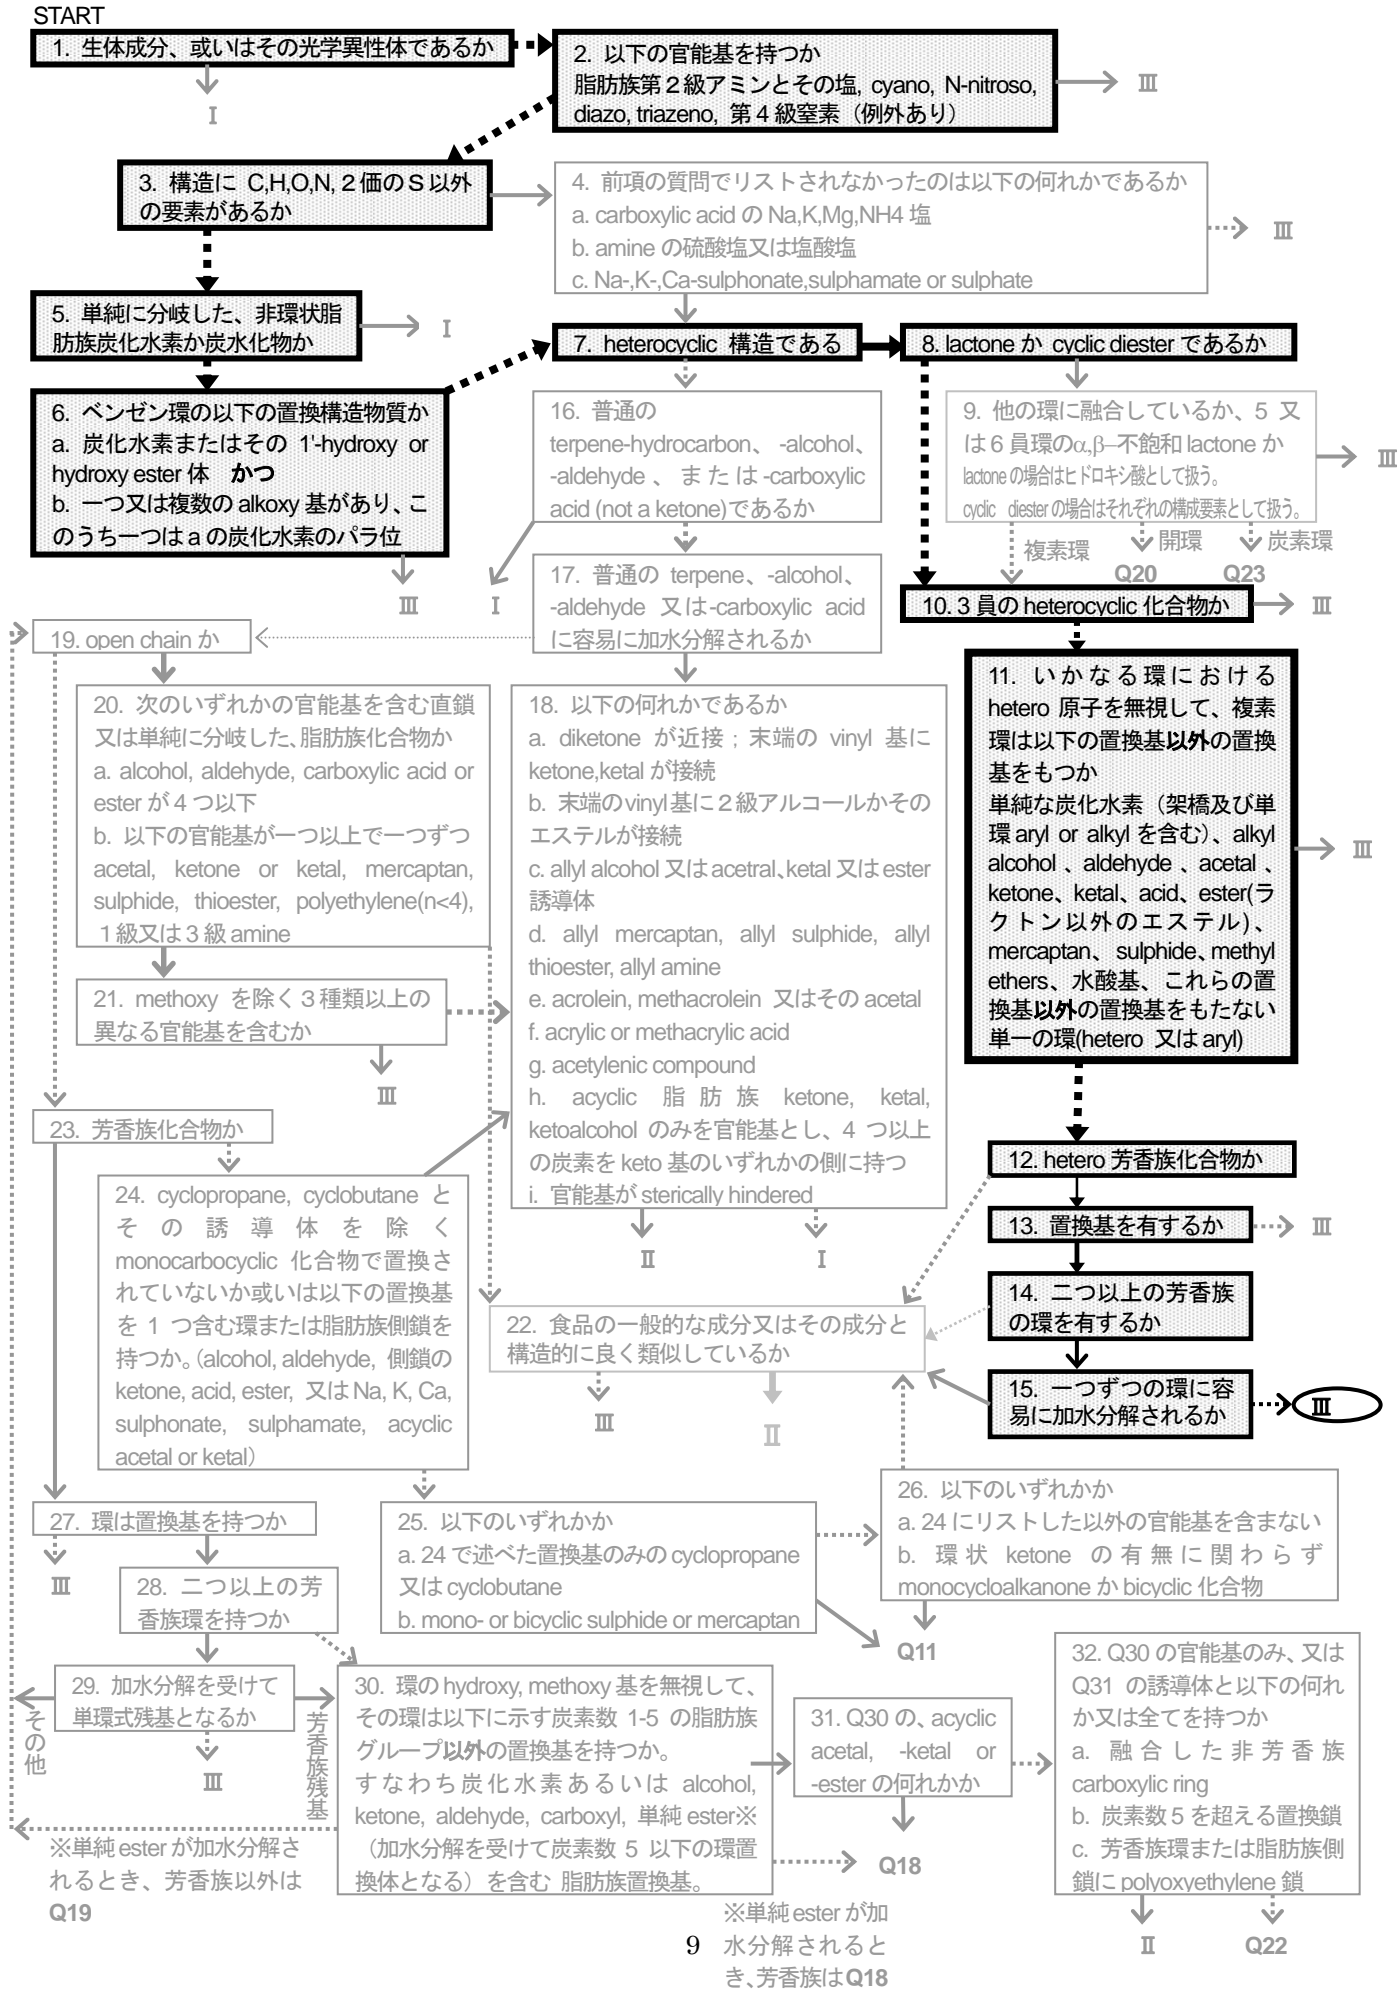 START
1. 生体成分、或いはその光学異性体であるか
I
2. 以下の官能基を持つか
脂肪族第２級アミンとその塩, cyano, N-nitroso,
diazo, triazeno, 第４級窒素（例外あり）
III
3. 構造に C,H,O,N,２価のＳ以外
の要素があるか
4. 前項の質問でリストされなかったのは以下の何れかであるか
a. carboxylic acid の Na,K,Mg,NH4 塩
b. amine の硫酸塩又は塩酸塩
c. Na-,K-,Ca-sulphonate,sulphamate or sulphate
III
5. 単純に分岐した、非環状脂
肪族炭化水素か炭水化物か
I
6. ベンゼン環の以下の置換構造物質か
a. 炭化水素またはその 1'-hydroxy or
hydroxy ester 体 かつ
b. 一つ又は複数の alkoxy 基があり、こ
のうち一つは a の炭化水素のパラ位
III
7. heterocyclic 構造である
8. lactone か cyclic diester であるか
9. 他の環に融合しているか、５又
は６員環のα,β–不飽和 lactone か
lactoneの場合はヒドロキシ酸として扱う。
cyclic diesterの場合はそれぞれの構成要素として扱う。
III
複素環
開環
Q20
炭素環
Q23
10. 3 員の heterocyclic 化合物か
III
11. いかなる環における
hetero 原子を無視して、複素
環は以下の置換基以外の置換
基をもつか
単純な炭化水素（架橋及び単
環 aryl or alkyl を含む）、alkyl
alcohol、aldehyde、acetal、
ketone、ketal、acid、ester(ラ
クトン以外のエステル)、
mercaptan、sulphide、methyl
ethers、水酸基、これらの置
換基以外の置換基をもたない
単一の環(hetero 又は aryl)
III
12. hetero 芳香族化合物か
13. 置換基を有するか
III
14. 二つ以上の芳香族
の環を有するか
15. 一つずつの環に容
易に加水分解されるか
III
16. 普通の
terpene-hydrocarbon、-alcohol、
-aldehyde、または-carboxylic
acid (not a ketone)であるか
I
17. 普通の terpene、-alcohol、
-aldehyde 又は-carboxylic acid
に容易に加水分解されるか
18. 以下の何れかであるか
a. diketone が近接；末端の vinyl 基に
ketone,ketal が接続
b. 末端のvinyl基に２級アルコールかその
エステルが接続
c. allyl alcohol 又は acetral､ketal 又は ester
誘導体
d. allyl mercaptan, allyl sulphide, allyl
thioester, allyl amine
e. acrolein, methacrolein 又はその acetal
f. acrylic or methacrylic acid
g. acetylenic compound
h. acyclic 脂肪族 ketone, ketal,
ketoalcohol のみを官能基とし、4 つ以上
の炭素を keto 基のいずれかの側に持つ
i. 官能基が sterically hindered
II
I
19. open chain か
20. 次のいずれかの官能基を含む直鎖
又は単純に分岐した､脂肪族化合物か
a. alcohol, aldehyde, carboxylic acid or
ester が 4 つ以下
b. 以下の官能基が一つ以上で一つずつ
acetal, ketone or ketal, mercaptan,
sulphide, thioester, polyethylene(n<4),
１級又は３級 amine
21. methoxy を除く３種類以上の
異なる官能基を含むか
III
22. 食品の一般的な成分又はその成分と
構造的に良く類似しているか
III
II
23. 芳香族化合物か
24. cyclopropane, cyclobutane と
その誘導体を除く
monocarbocyclic 化合物で置換さ
れていないか或いは以下の置換基
を 1 つ含む環または脂肪族側鎖を
持つか。(alcohol, aldehyde, 側鎖の
ketone, acid, ester, 又は Na, K, Ca,
sulphonate, sulphamate, acyclic
acetal or ketal）
25. 以下のいずれかか
a. 24 で述べた置換基のみの cyclopropane
又は cyclobutane
b. mono- or bicyclic sulphide or mercaptan
Q11
26. 以下のいずれかか
a. 24 にリストした以外の官能基を含まない
b. 環状 ketone の有無に関わらず
monocycloalkanone か bicyclic 化合物
27. 環は置換基を持つか
III
28. 二つ以上の芳
香族環を持つか
29. 加水分解を受けて
単環式残基となるか
III
その他
芳香族残基
30. 環の hydroxy, methoxy 基を無視して、
その環は以下に示す炭素数 1-5 の脂肪族
グループ以外の置換基を持つか。
すなわち炭化水素あるいは alcohol,
ketone, aldehyde, carboxyl, 単純 ester※
（加水分解を受けて炭素数 5 以下の環置
換体となる）を含む 脂肪族置換基。
31. Q30 の、acyclic
acetal, -ketal or
-ester の何れかか
Q18
32. Q30 の官能基のみ、又は
Q31 の誘導体と以下の何れ
か又は全てを持つか
a. 融合した非芳香族
carboxylic ring
b. 炭素数 5 を超える置換鎖
c. 芳香族環または脂肪族側
鎖に polyoxyethylene 鎖
II
Q22
※単純 ester が加水分解さ
れるとき、芳香族以外は
Q19
※単純 ester が加
水分解されると
き､芳香族は Q18
9